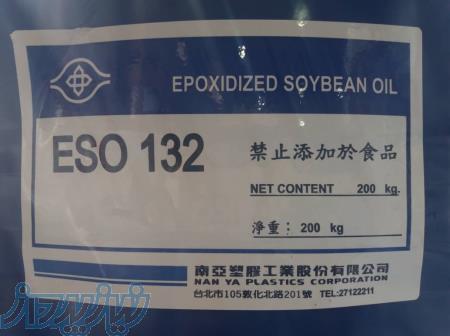 EPOXIDIZED SOYBEAN OIL
ESO 132
禁止添加於食品
NET CONTENT 200 kg.
淨重: 200 kg
南亞塑膠工業股份有限公司
NAN YA PLASTICS CORPORATION
台北市105敦化北路201號 TEL:27122211
نیازپرداز